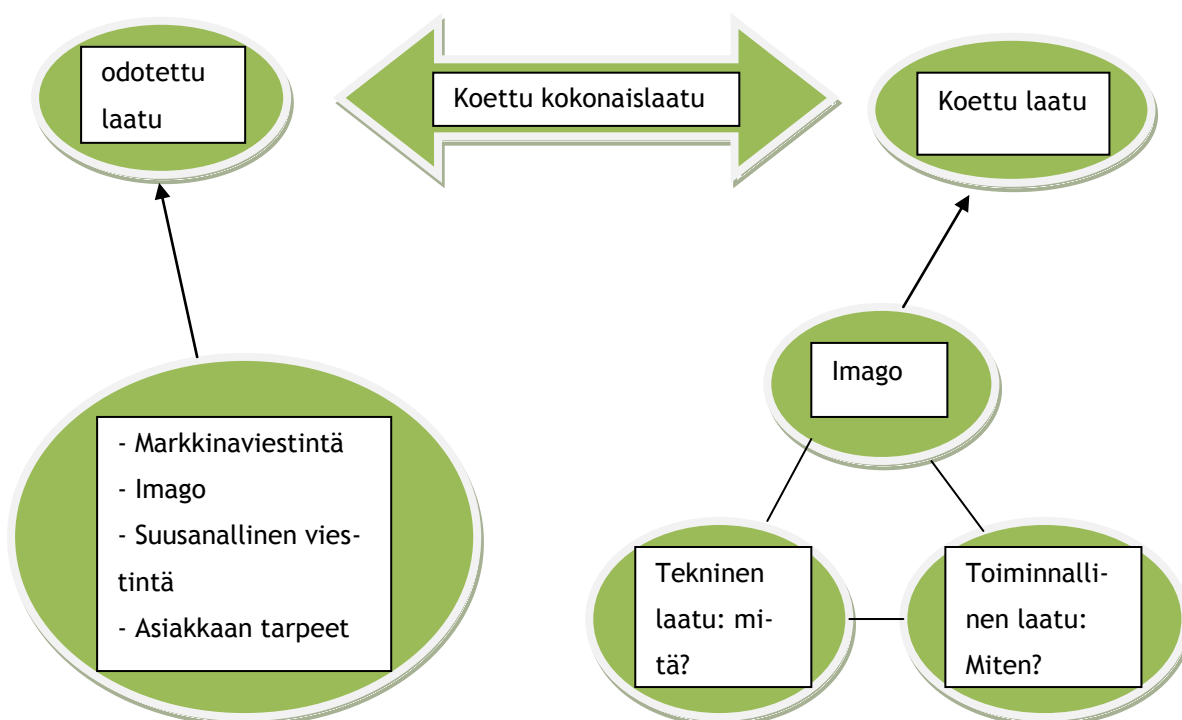 odotettu
laatu
Koettu kokonaislaatu
Koettu laatu
Imago
- Markkinaviestintä
- Imago
- Suusanallinen vies-
tintä
- Asiakkaan tarpeet
Tekninen
laatu: mi-
tä?
Toiminnalli-
nen laatu:
Miten?